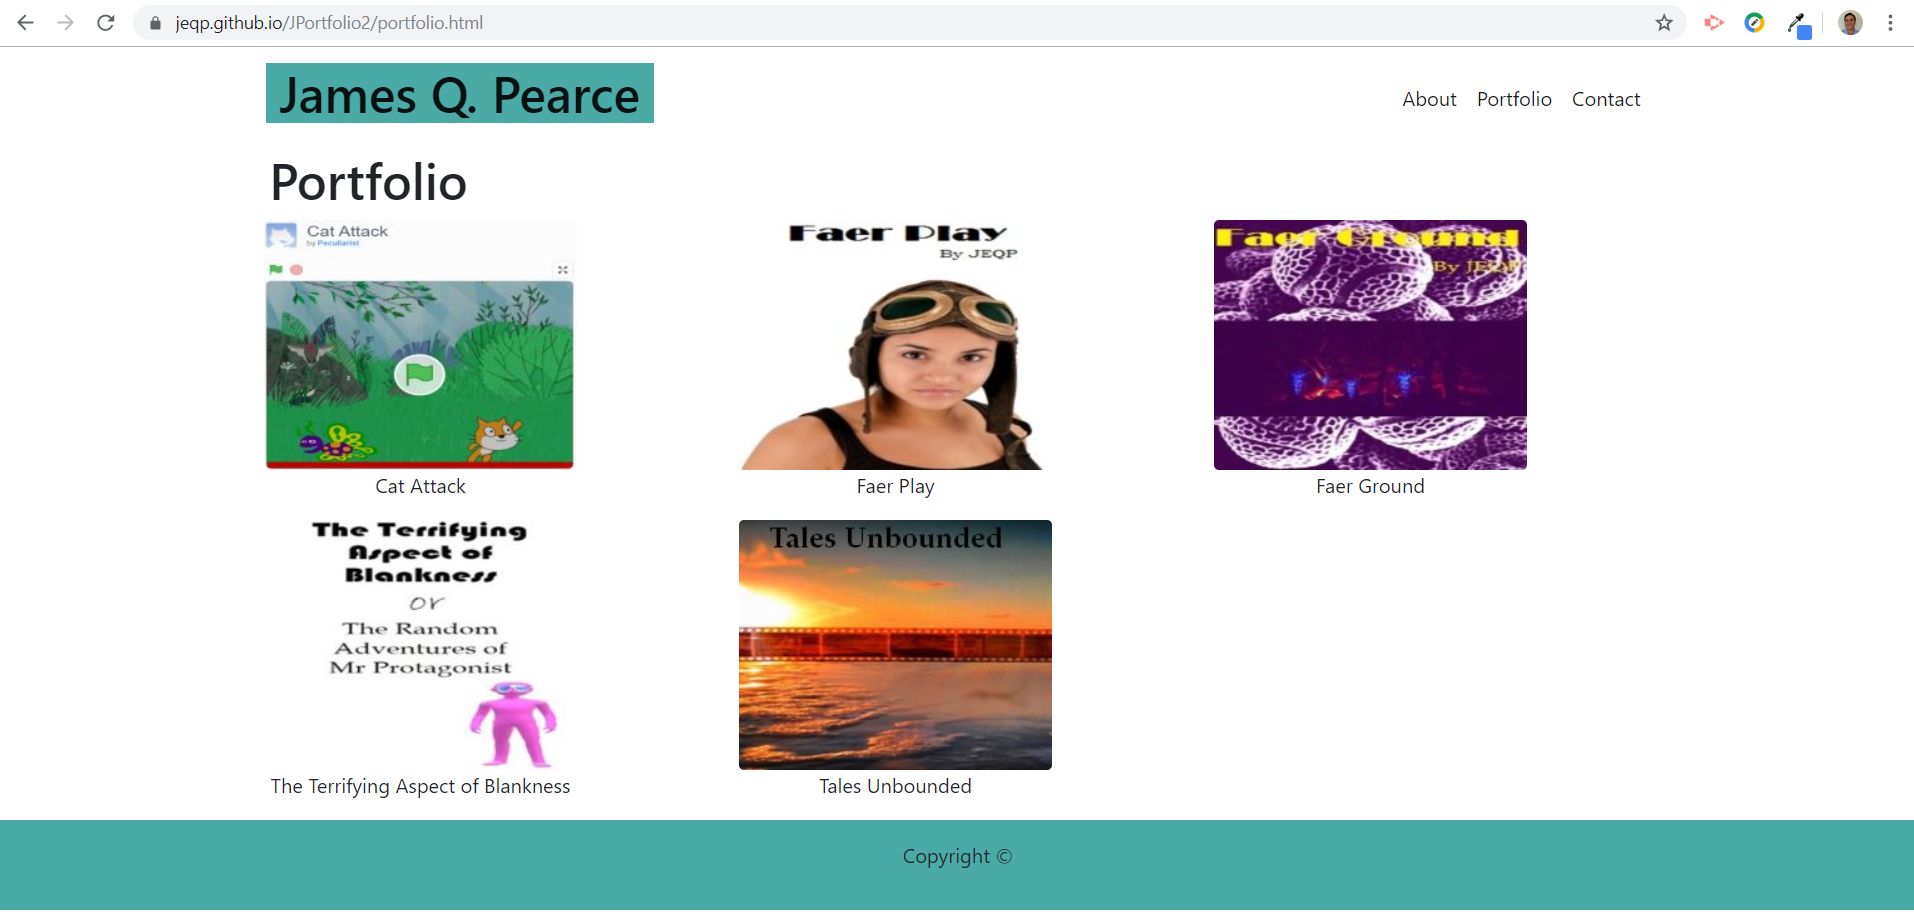 jeqp.github.io/JPortfolio2/portfolio.html
James Q. Pearce
About Portfolio Contact
Portfolio
Cat Attack
by Peculiarist
Faer Play
By JEQP
Faer Ground
By JEQP
Cat Attack
Faer Play
Faer Ground
The Terrifying
Aspect of
Blankness
or
The Random
Adventures of
Mr Protagonist
Tales Unbounded
The Terrifying Aspect of Blankness
Tales Unbounded
Copyright ©